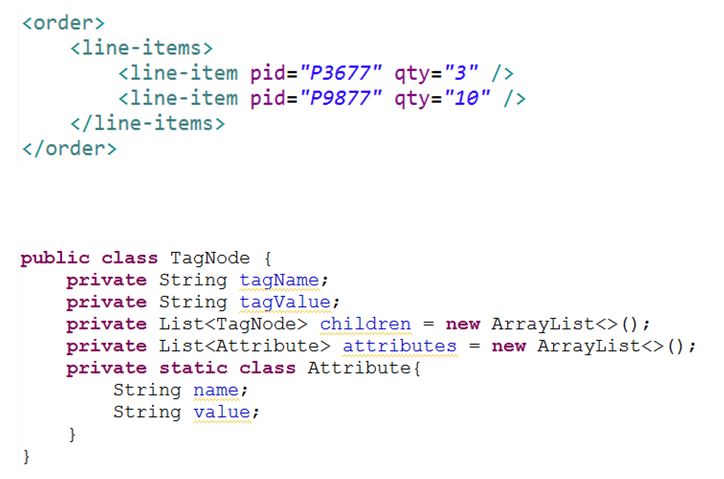 <order>
<line-items>
<line-item pid="P3677" qty="3" />
<line-item pid="P9877" qty="10" />
</line-items>
</order>
public class TagNode {
private String tagName;
private String tagValue;
private List<TagNode> children = new ArrayList<>();
private List<Attribute> attributes = new ArrayList<>();
private static class Attribute{
String name;
String value;
}
}